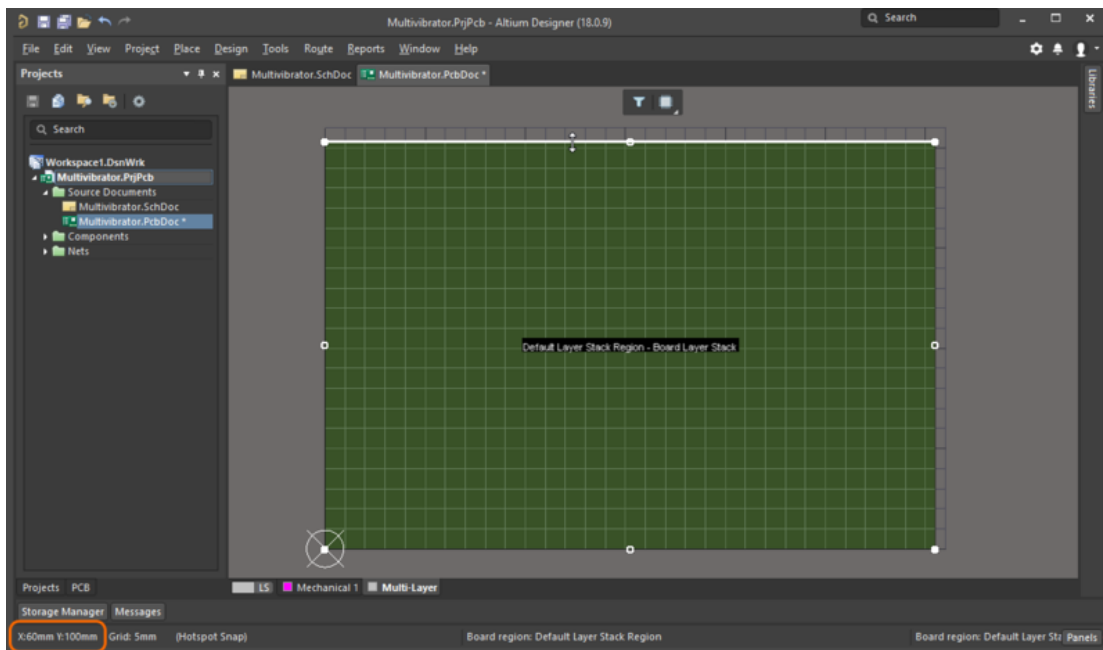 Multivibrator.PrjPcb - Altium Designer (18.0.9)
Search
File Edit View Project Place Design Tools Route Reports Window Help
Projects
Multivibrator.SchDoc
Multivibrator.PcbDoc *
Libraries
Search
Workspace1.DsnWrk
Multivibrator.PrjPcb
Source Documents
Multivibrator.SchDoc
Multivibrator.PcbDoc *
Components
Nets
Default Layer Stack Region - Board Layer Stack
Projects PCB
LS Mechanical 1 Multi-Layer
Storage Manager Messages
X:60mm Y:100mm Grid: 5mm (Hotspot Snap) Board region: Default Layer Stack Region Board region: Default Layer Sta Panels